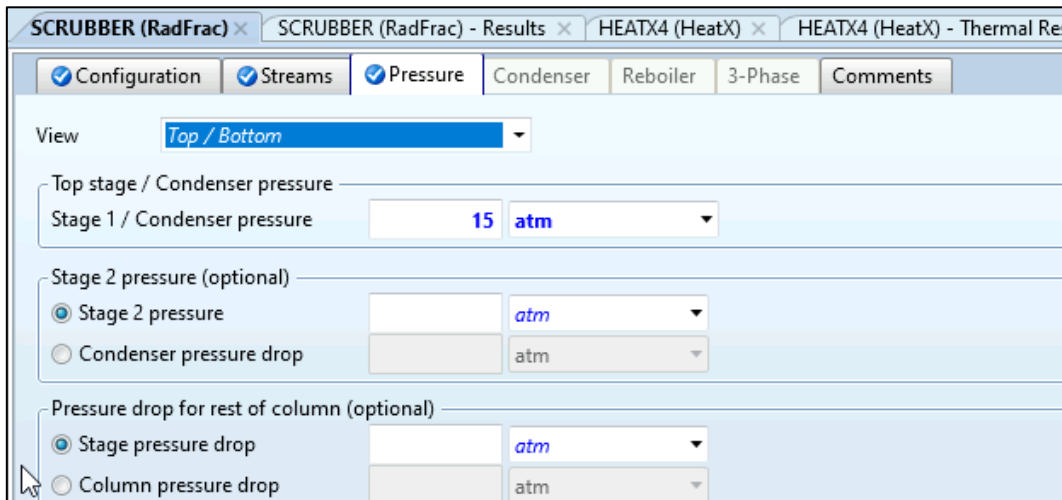 SCRUBBER (RadFrac) SCRUBBER (RadFrac) - Results HEATX4 (HeatX) HEATX4 (HeatX) - Thermal Res
Configuration Streams Pressure Condenser Reboiler 3-Phase Comments
View Top / Bottom
Top stage / Condenser pressure
Stage 1 / Condenser pressure 15 atm
Stage 2 pressure (optional)
Stage 2 pressure atm
Condenser pressure drop atm
Pressure drop for rest of column (optional)
Stage pressure drop atm
Column pressure drop atm